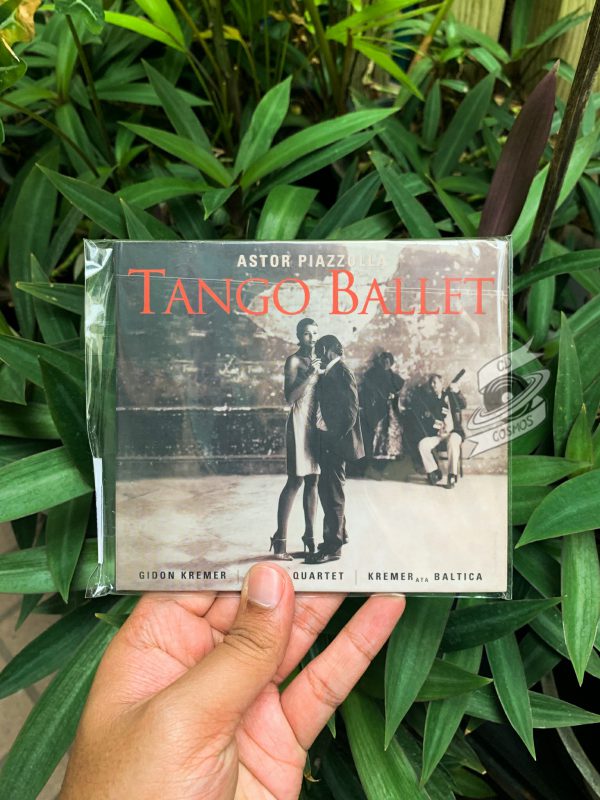 ASTOR PIAZZOLLA
TANGO BALLET
GIDON KREMER | QUARTET | KREMERATA BALTICA
CD
COSMOS